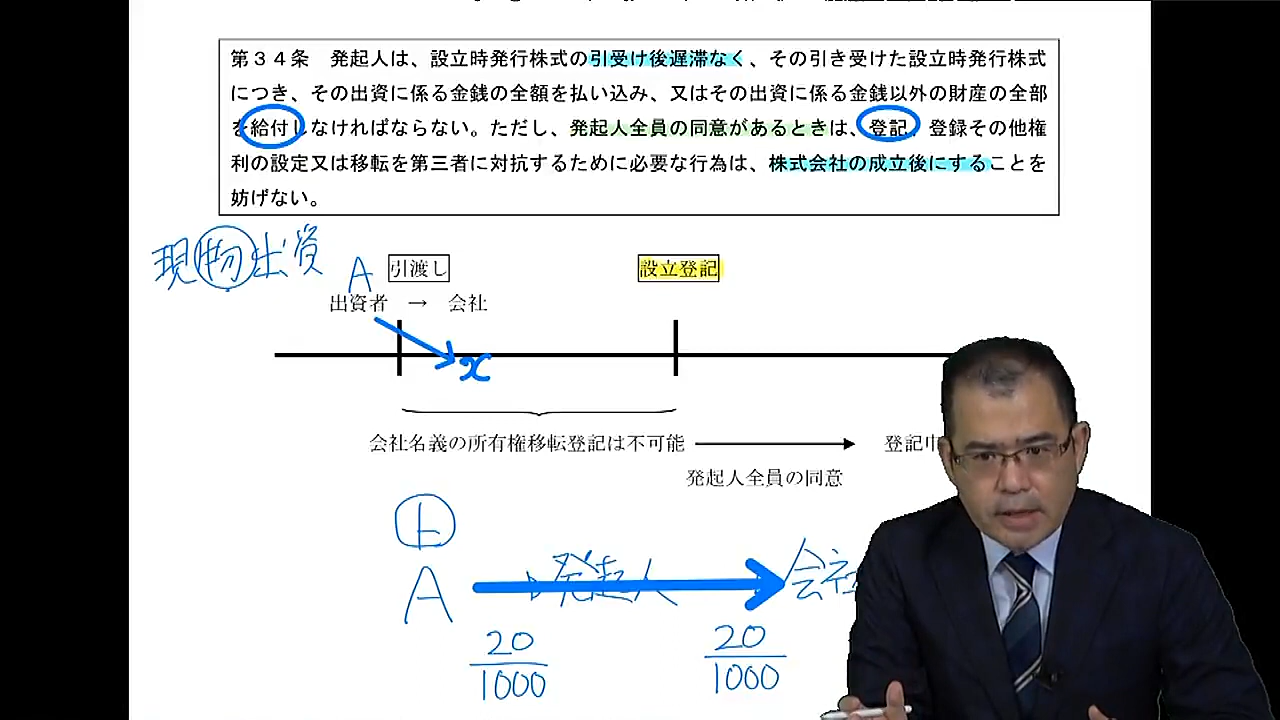 第３４条　発起人は、設立時発行株式の引受け後遅滞なく、その引き受けた設立時発行株式
につき、その出資に係る金銭の全額を払い込み、又はその出資に係る金銭以外の財産の全部
を給付しなければならない。ただし、発起人全員の同意があるときは、登記、登録その他権
利の設定又は移転を第三者に対抗するために必要な行為は、株式会社の成立後にすることを
妨げない。
現物出資
A 引渡し
設立登記
出資者 → 会社
x
会社名義の所有権移転登記は不可能
登記
発起人全員の同意
土
A 発起人 会社
20/1000 20/1000